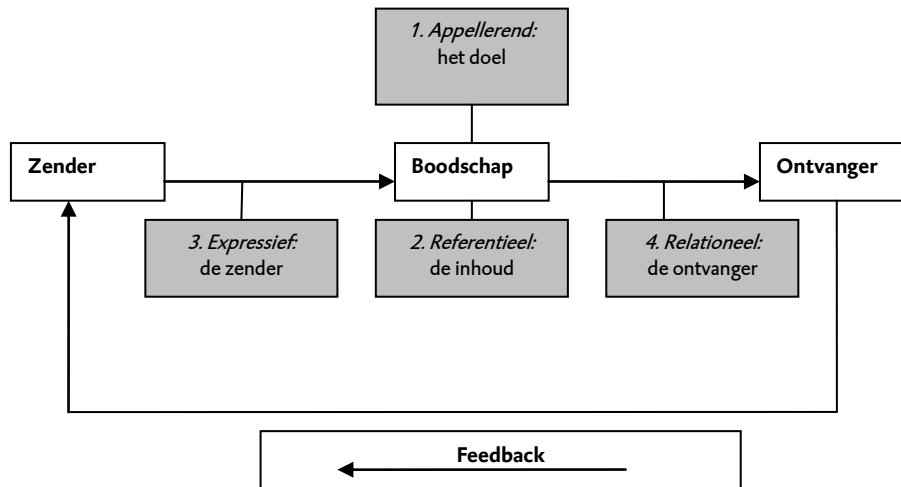 1. Appellerend:
het doel
Zender
Boodschap
Ontvanger
3. Expressief:
de zender
2. Referentieel:
de inhoud
4. Relationeel:
de ontvanger
Feedback